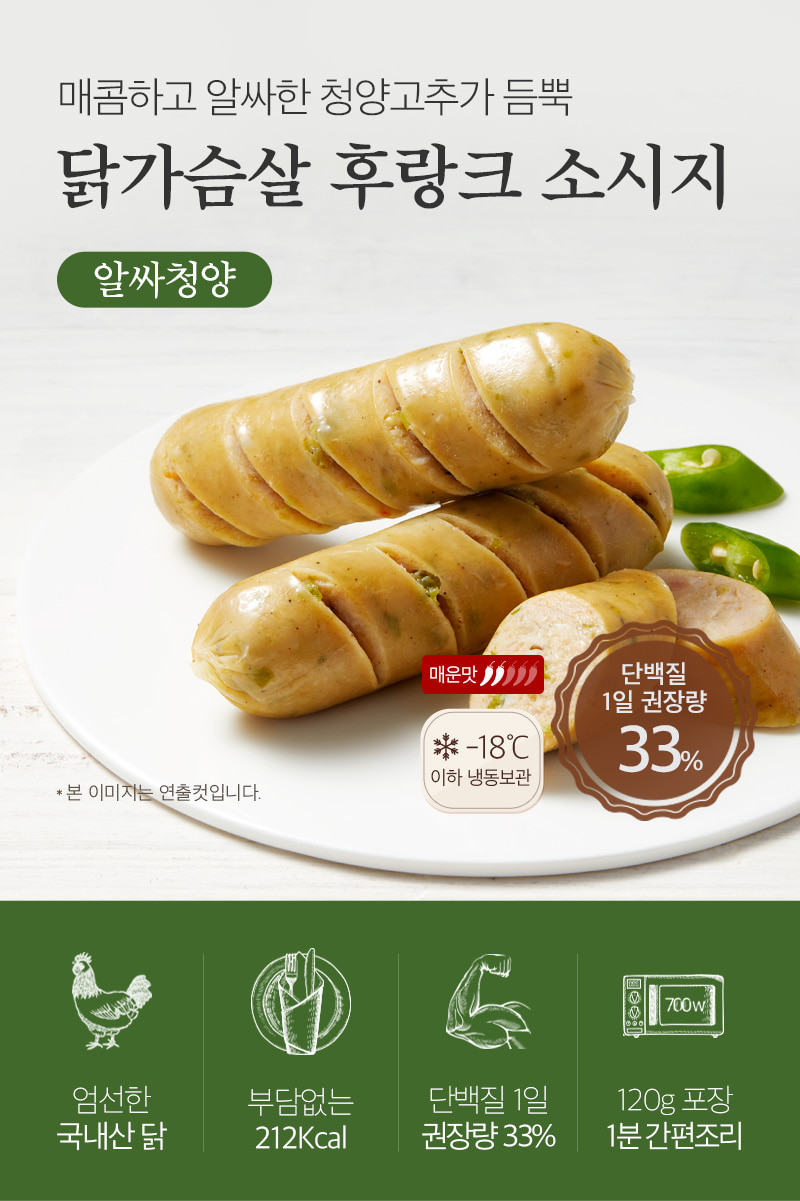 매콤하고 알싸한 청양고추가 듬뿍
닭가슴살 후랑크 소시지
알싸청양
매운맛
-18℃
이하 냉동보관
단백질
1일 권장량
33%
* 본 이미지는 연출컷입니다.
엄선한
국내산 닭
부담없는
212Kcal
단백질 1일
권장량 33%
700w
120g 포장
1분 간편조리